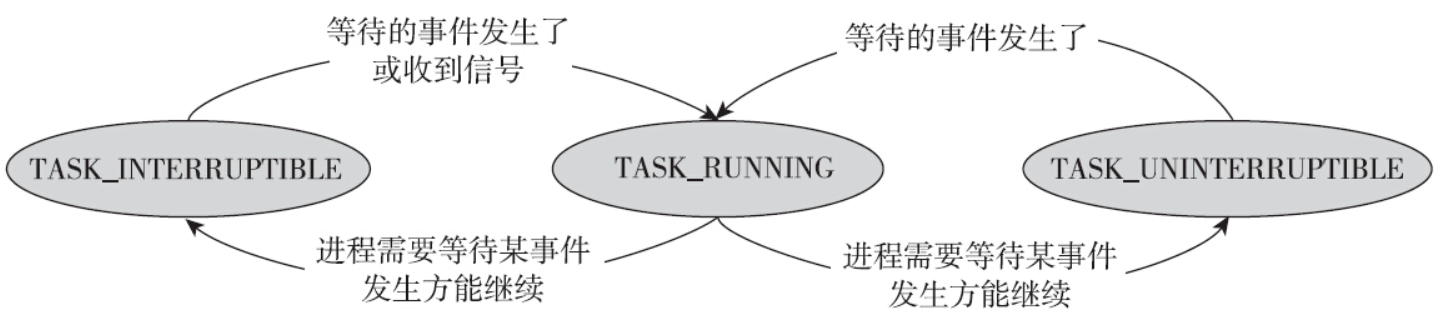 等待的事件发生了
或收到信号
等待的事件发生了
TASK_INTERRUPTIBLE
TASK_RUNNING
TASK_UNINTERRUPTIBLE
进程需要等待某事件
发生方能继续
进程需要等待某事件
发生方能继续